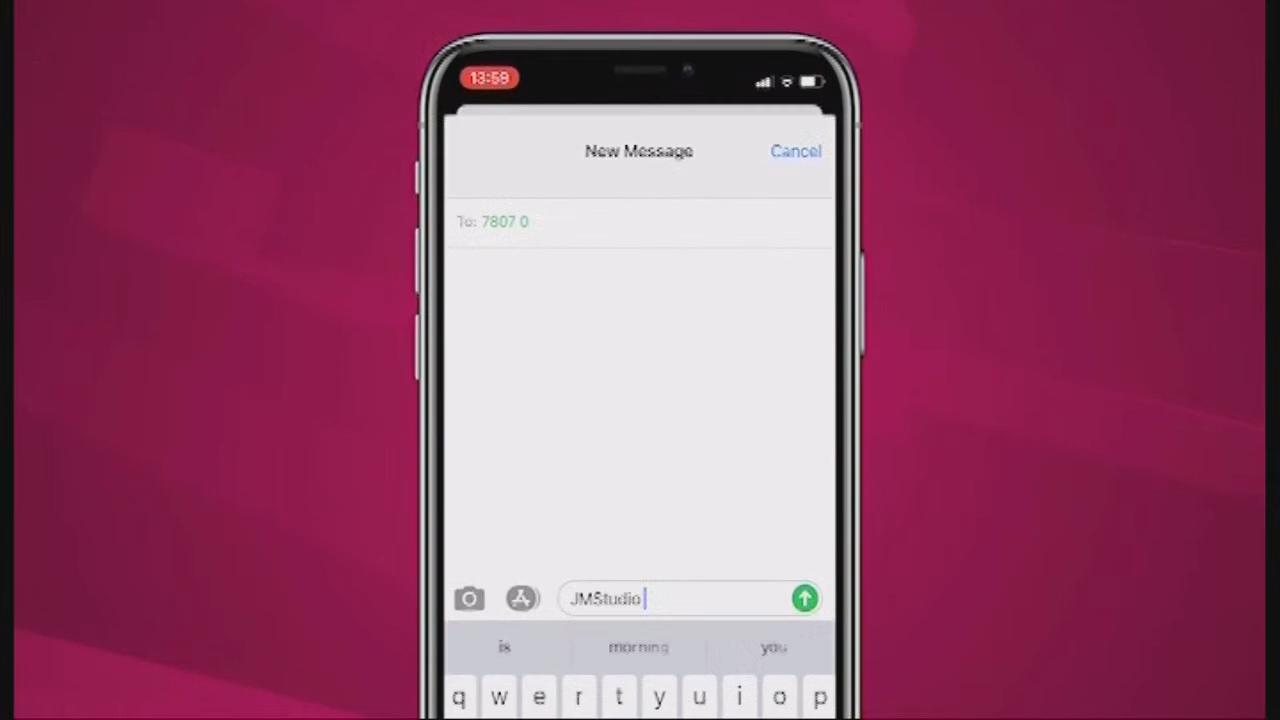 13:59
New Message
Cancel
To: 7807 0
JMStudio
is
morning
you
q w e r t y u i o p